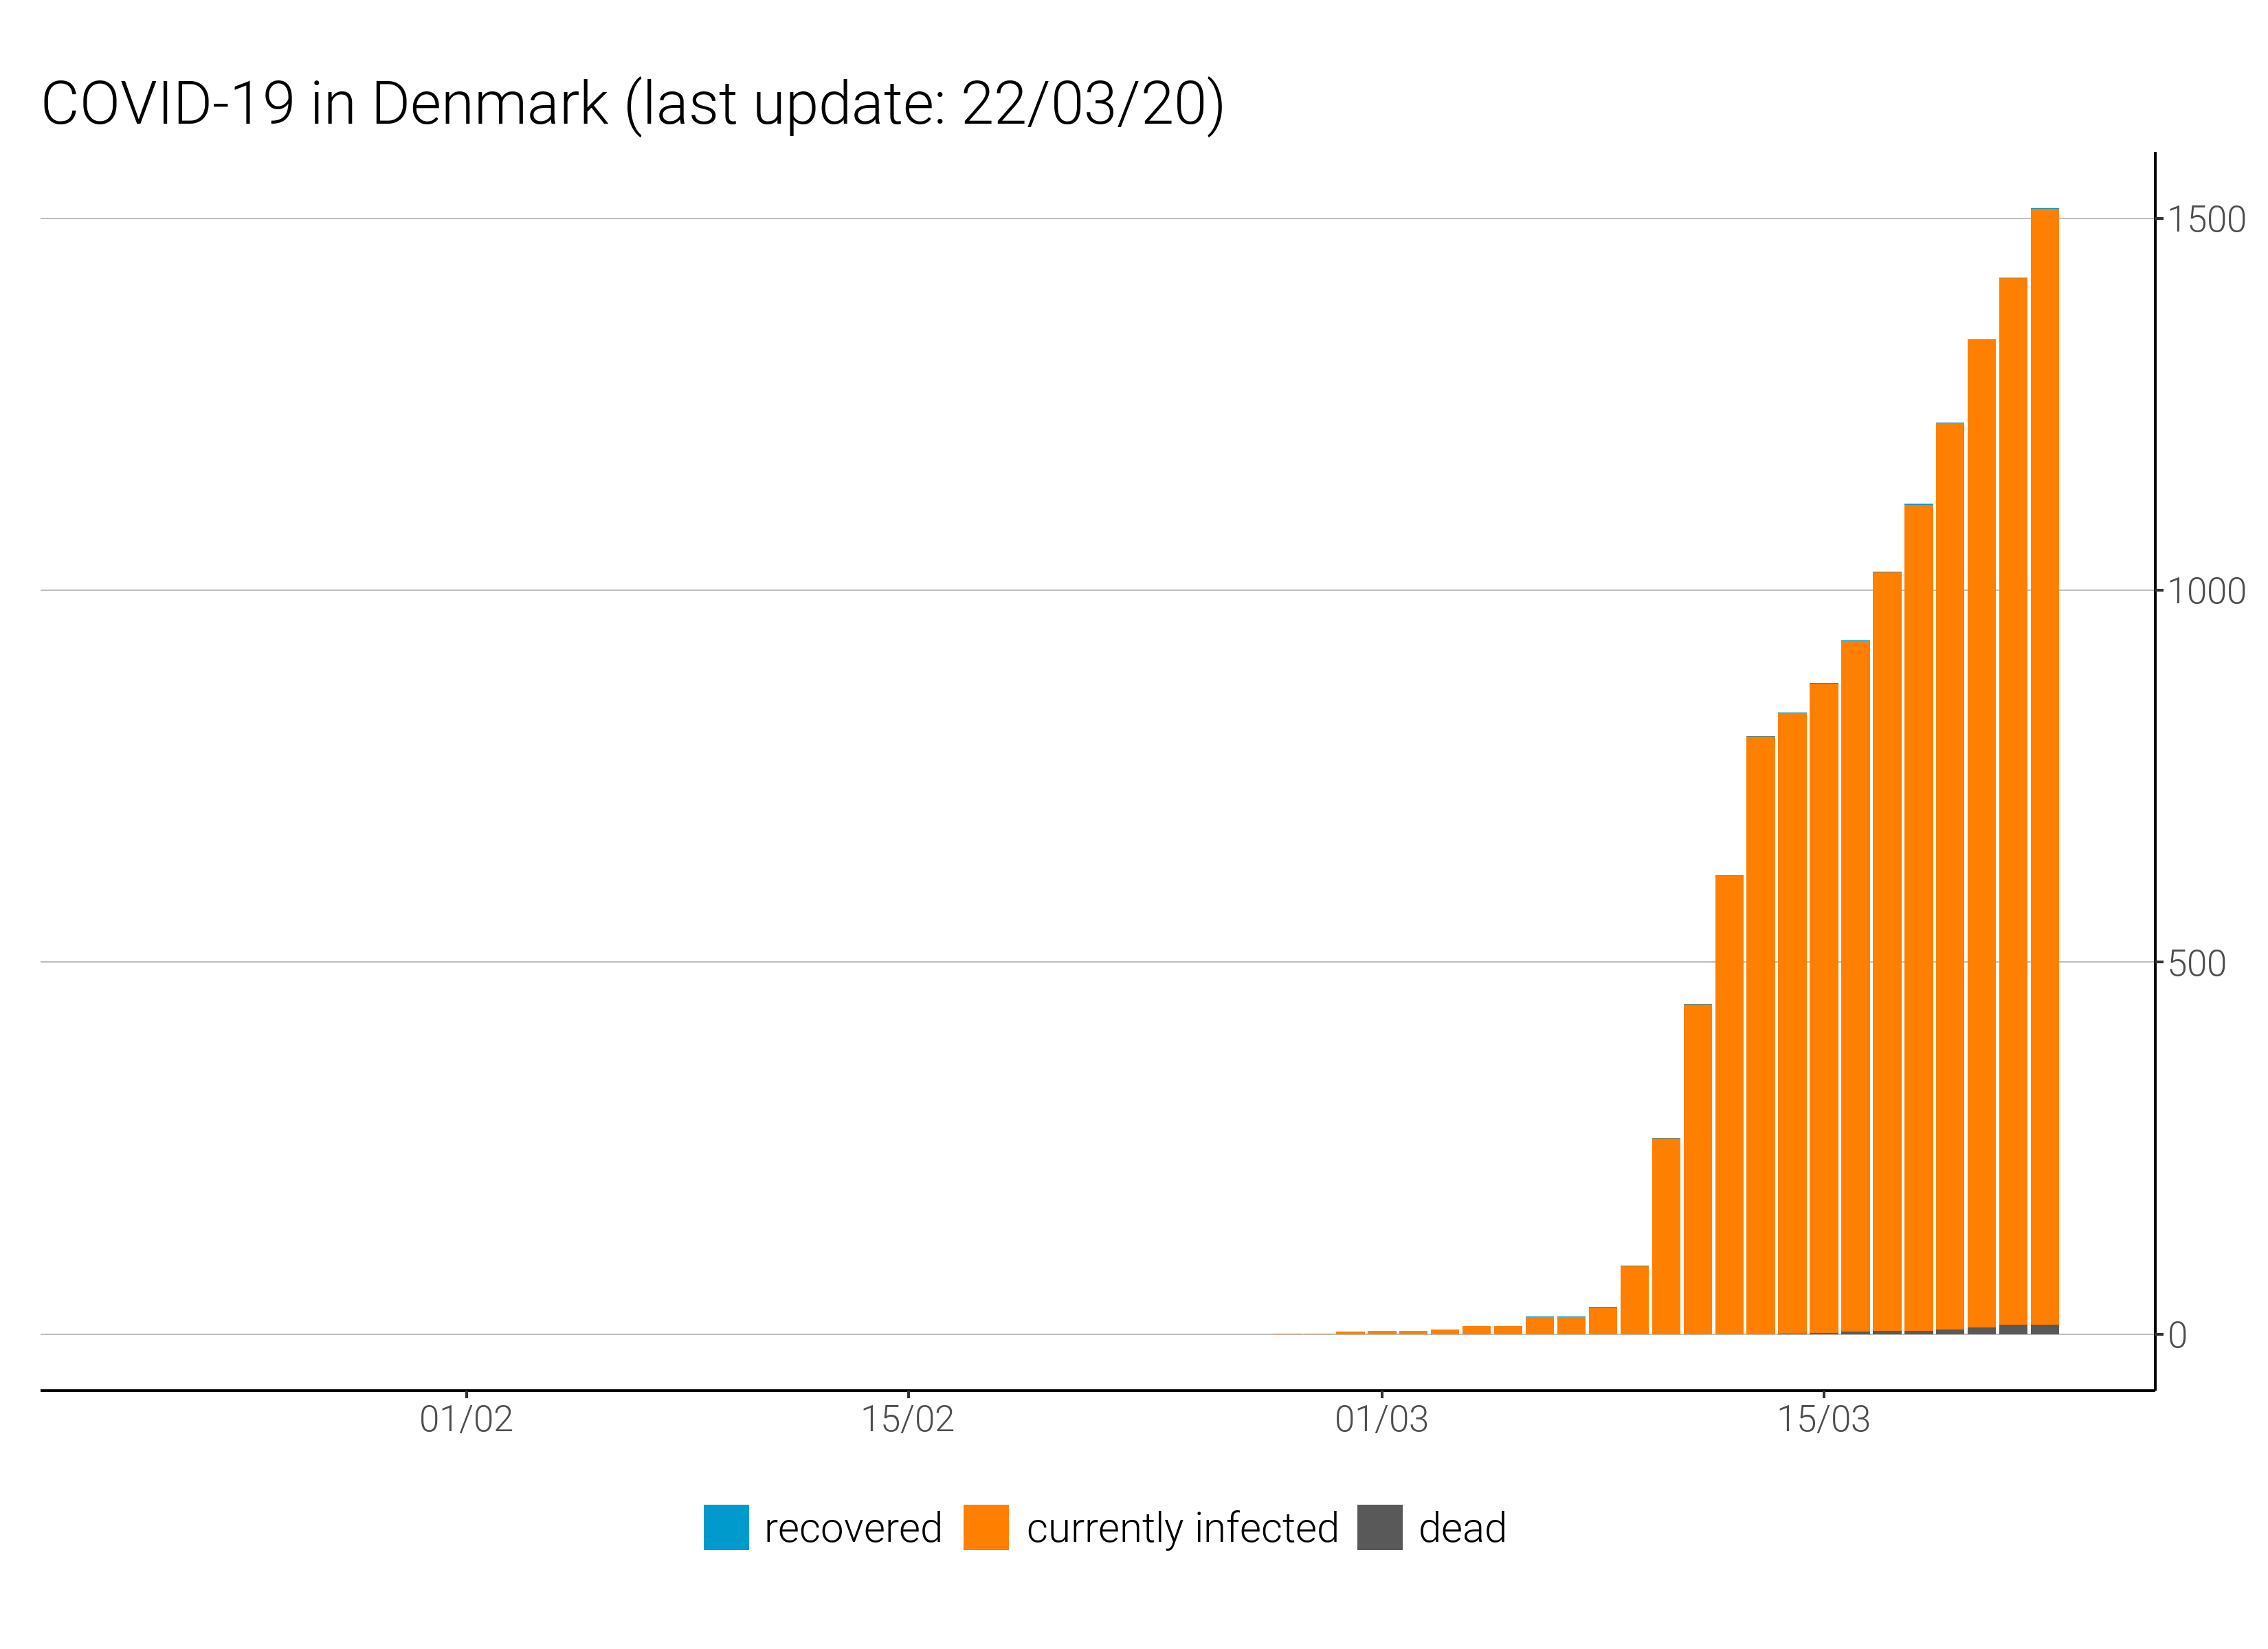 COVID-19 in Denmark (last update: 22/03/20)
1500
1000
500
0
01/02 15/02 01/03 15/03
recovered currently infected dead